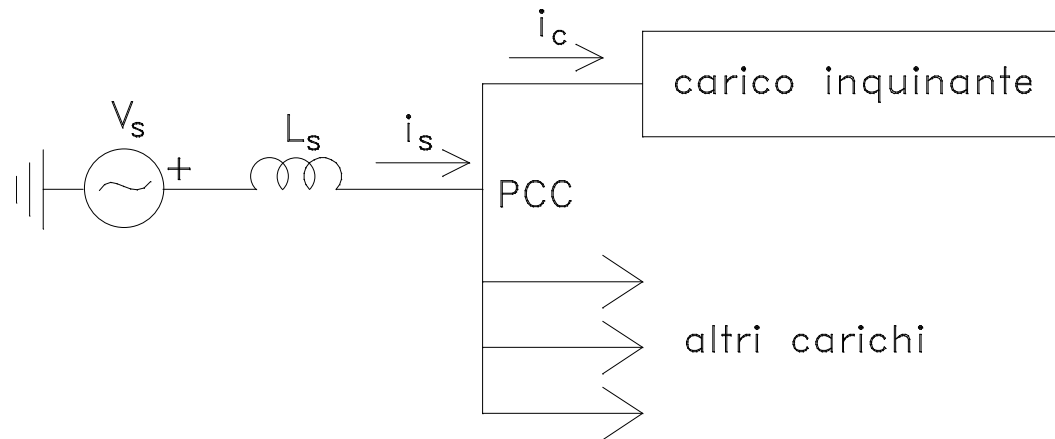 i_c
carico inquinante
V_s
+
L_s
i_s
PCC
altri carichi